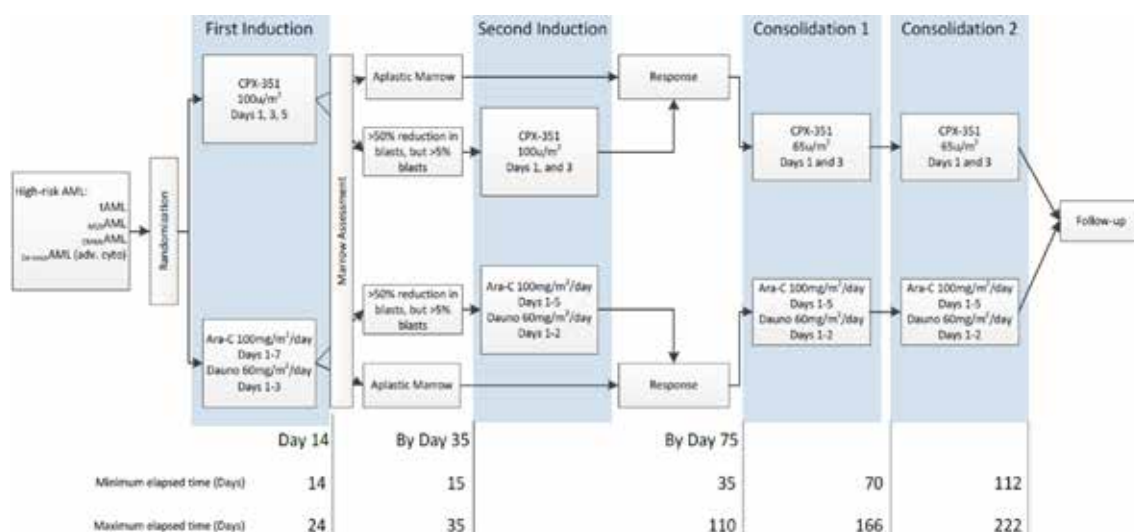 First Induction
Second Induction
Consolidation 1
Consolidation 2
CPX-351
100u/m²
Days 1, 3, 5
Aplastic Marrow
Response
>50% reduction in
blasts, but >5%
blasts
CPX-351
100u/m²
Days 1, and 3
CPX-351
65u/m²
Days 1 and 3
CPX-351
65u/m²
Days 1 and 3
High-risk AML:
tAML
AML
AML
AML (adv. cyto)
Randomization
Marrow Assessment
Follow-up
>50% reduction in
blasts, but >5%
blasts
Ara-C 100mg/m²/day
Days 1-5
Dauno 60mg/m²/day
Days 1-2
Ara-C 100mg/m²/day
Days 1-5
Dauno 60mg/m²/day
Days 1-2
Ara-C 100mg/m²/day
Days 1-5
Dauno 60mg/m²/day
Days 1-2
Ara-C 100mg/m²/day
Days 1-7
Dauno 60mg/m²/day
Days 1-3
Aplastic Marrow
Response
Day 14
By Day 35
By Day 75
Minimum elapsed time (Days) 14 15 35 70 112
Maximum elapsed time (Days) 24 35 110 166 222